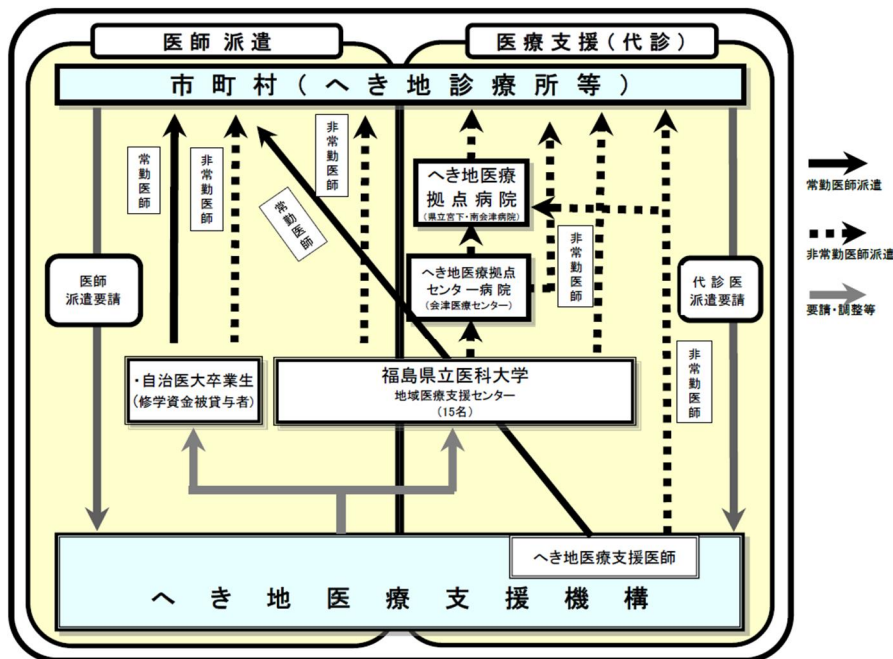 医師派遣
医療支援（代診）
市町村（へき地診療所等）
常勤医師
非常勤医師
常勤医師
非常勤医師
へき地医療
拠点病院
（県立宮下・南会津病院）
へき地医療拠点
センター病院
（会津医療センター）
非常勤医師
医師
派遣要請
代診医
派遣要請
・自治医大卒業生
（修学資金被貸与者）
福島県立医科大学
地域医療支援センター
（15名）
非常勤医師
へき地医療支援医師
へき地医療支援機構
常勤医師派遣
非常勤医師派遣
要請・調整等